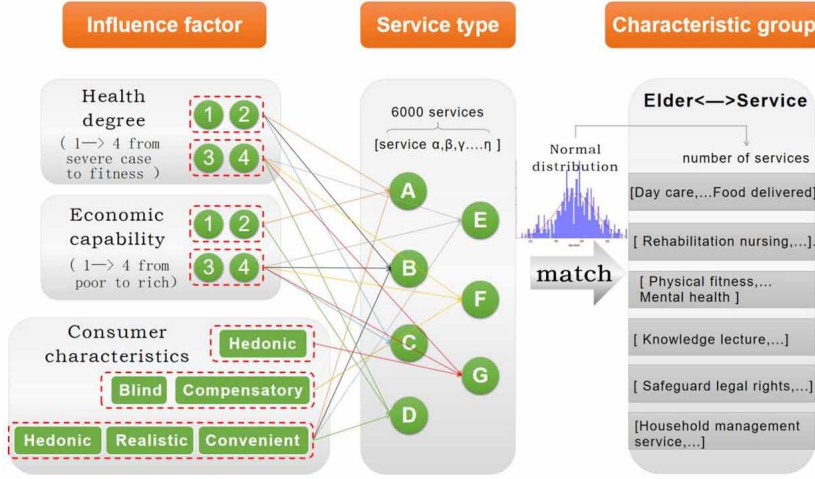 Influence factor
Service type
Characteristic group
Health
degree
( 1—> 4 from
severe case
to fitness )
1 2
3 4
Economic
capability
( 1—> 4 from
poor to rich)
1 2
3 4
Consumer
characteristics
Hedonic
Blind Compensatory
Hedonic Realistic Convenient
6000 services
[service α,β,γ....η ]
A
E
B
F
C
G
D
Normal
distribution
match
Elder<—>Service
number of services
[Day care,...Food delivered]
[ Rehabilitation nursing,...].
[ Physical fitness,...
Mental health ]
[ Knowledge lecture,...]
[ Safeguard legal rights,...]
[Household management
service,...]